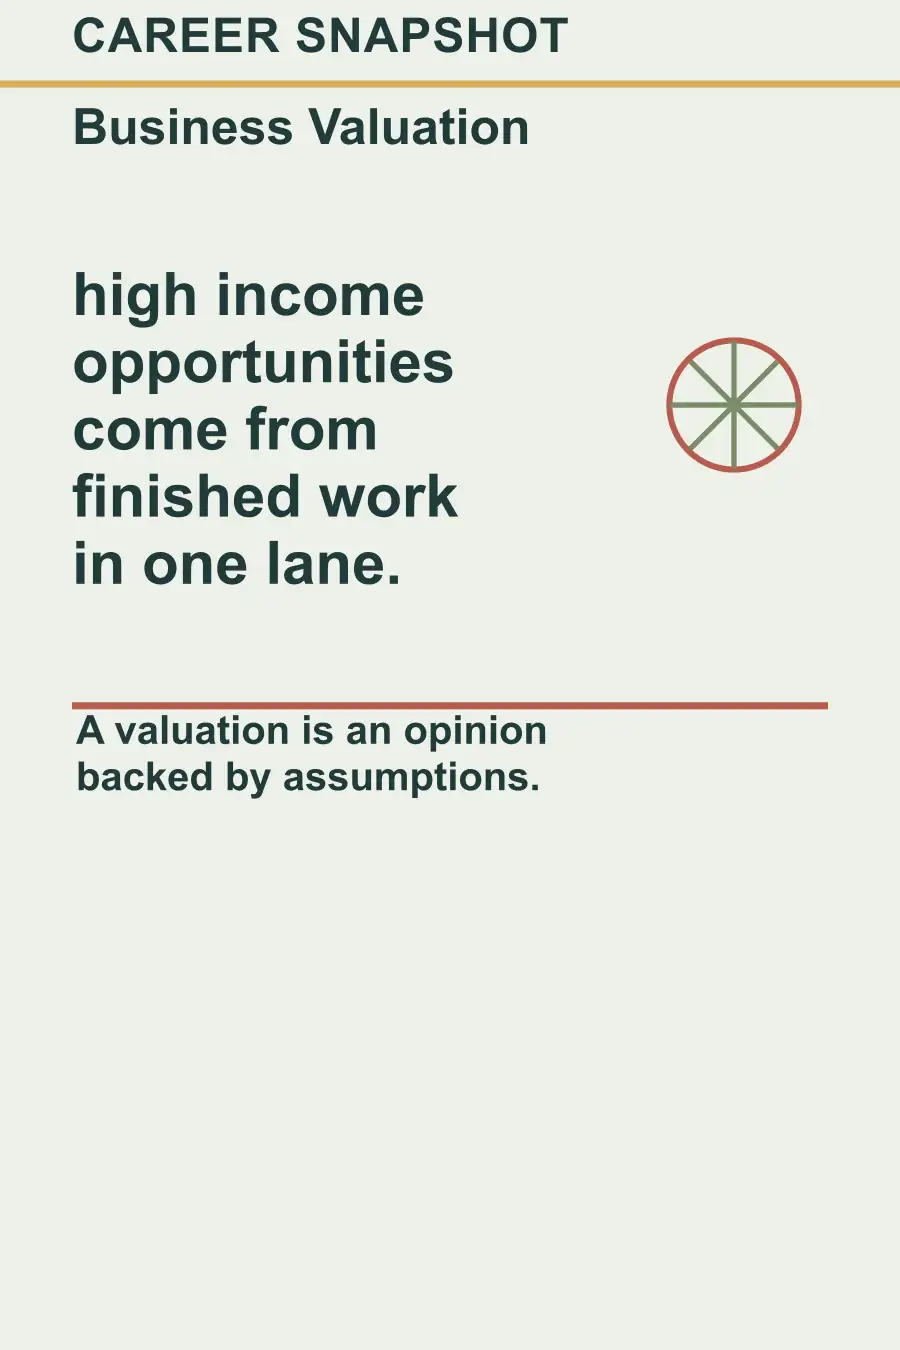 CAREER SNAPSHOT
Business Valuation
high income
opportunities
come from
finished work
in one lane.
A valuation is an opinion
backed by assumptions.